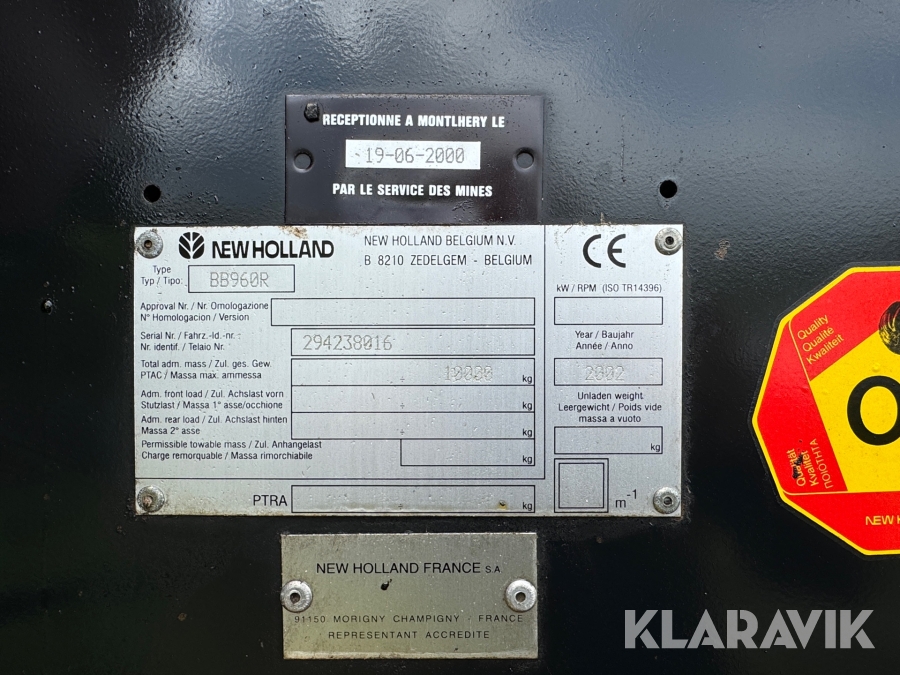 RECEPTIONNE A MONTLHERY LE
19-06-2000
PAR LE SERVICE DES MINES
NEW HOLLAND
NEW HOLLAND BELGIUM N.V.
B 8210 ZEDELGEM - BELGIUM
Type
Typ / Tipo:
BB960R
Approval Nr. / Nr. Omologazione
N° Homologacion / Version
Serial Nr. / Fahrz.-Id.-nr. :
Nr. identif. / Telaio Nr.
294238016
Total adm. mass / Zul. ges. Gew.
PTAC / Massa max. ammessa
10000 kg
Adm. front load / Zul. Achslast vorn
Stutzlast / Massa 1° asse/occhione
kg
Adm. rear load / Zul. Achslast hinten
Massa 2° asse
kg
Permissible towable mass / Zul. Anhangelast
Charge remorquable / Massa rimorchiabile
kg
PTRA
kg
CE
kW / RPM (ISO TR14396)
Year / Baujahr
Année / Anno
2002
Unladen weight
Leergewicht / Poids vide
massa a vuoto
kg
m-1
NEW HOLLAND FRANCE S.A.
91150 MORIGNY CHAMPIGNY - FRANCE
REPRESENTANT ACCREDITE
Quality
Qualité
Kwaliteit
O
Kvalitet
ΠΟΙΟΤΗΤΑ
NEW
KLARAVIK